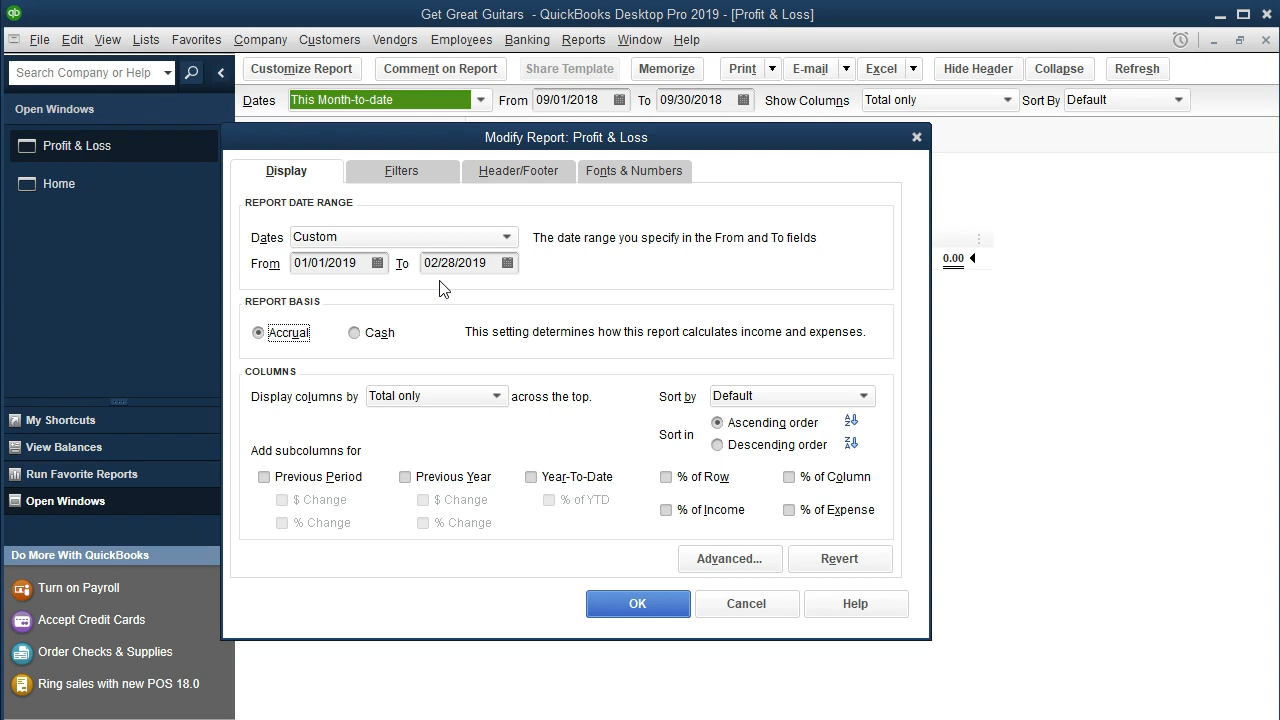 Get Great Guitars - QuickBooks Desktop Pro 2019 - [Profit & Loss]
File Edit View Lists Favorites Company Customers Vendors Employees Banking Reports Window Help
Search Company or Help
Customize Report Comment on Report Share Template Memorize Print E-mail Excel Hide Header Collapse Refresh
Open Windows
Dates This Month-to-date From 09/01/2018 To 09/30/2018 Show Columns Total only Sort By Default
Profit & Loss
Home
My Shortcuts
View Balances
Run Favorite Reports
Open Windows
Do More With QuickBooks
Turn on Payroll
Accept Credit Cards
Order Checks & Supplies
Ring sales with new POS 18.0
Modify Report: Profit & Loss
Display Filters Header/Footer Fonts & Numbers
REPORT DATE RANGE
Dates Custom The date range you specify in the From and To fields
From 01/01/2019 To 02/28/2019
REPORT BASIS
Accrual Cash This setting determines how this report calculates income and expenses.
COLUMNS
Display columns by Total only across the top. Sort by Default
Sort in Ascending order
Descending order
Add subcolumns for
Previous Period Previous Year Year-To-Date % of Row % of Column
$ Change $ Change % of YTD
% of Income % of Expense
% Change % Change
Advanced... Revert
OK Cancel Help
0.00